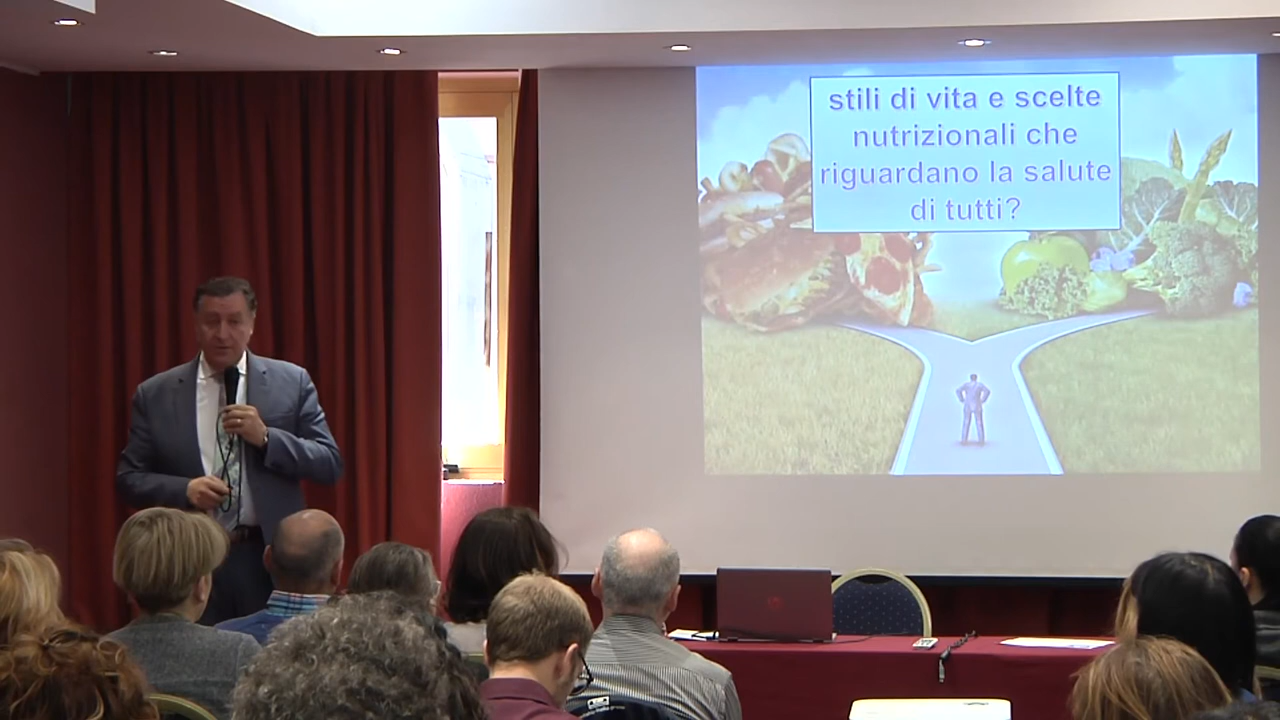 stili di vita e scelte
nutrizionali che
riguardano la salute
di tutti?